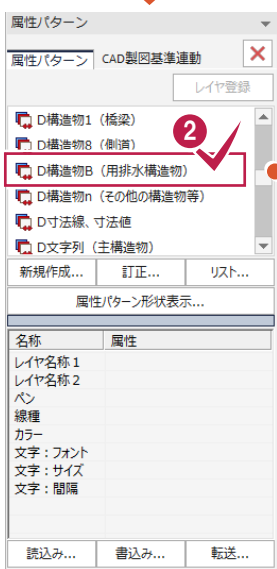 属性パターン
属性パターン CAD製図基準連動
レイヤ登録
D構造物1（橋梁）
D構造物8（側道）
2
D構造物B（用排水構造物）
D構造物n（その他の構造物等）
D寸法線、寸法値
D文字列（主構造物）
新規作成... 訂正... リスト...
属性パターン形状表示...
名称 属性
レイヤ名称1
レイヤ名称2
ペン
線種
カラー
文字：フォント
文字：サイズ
文字：間隔
読込み... 書込み... 転送...